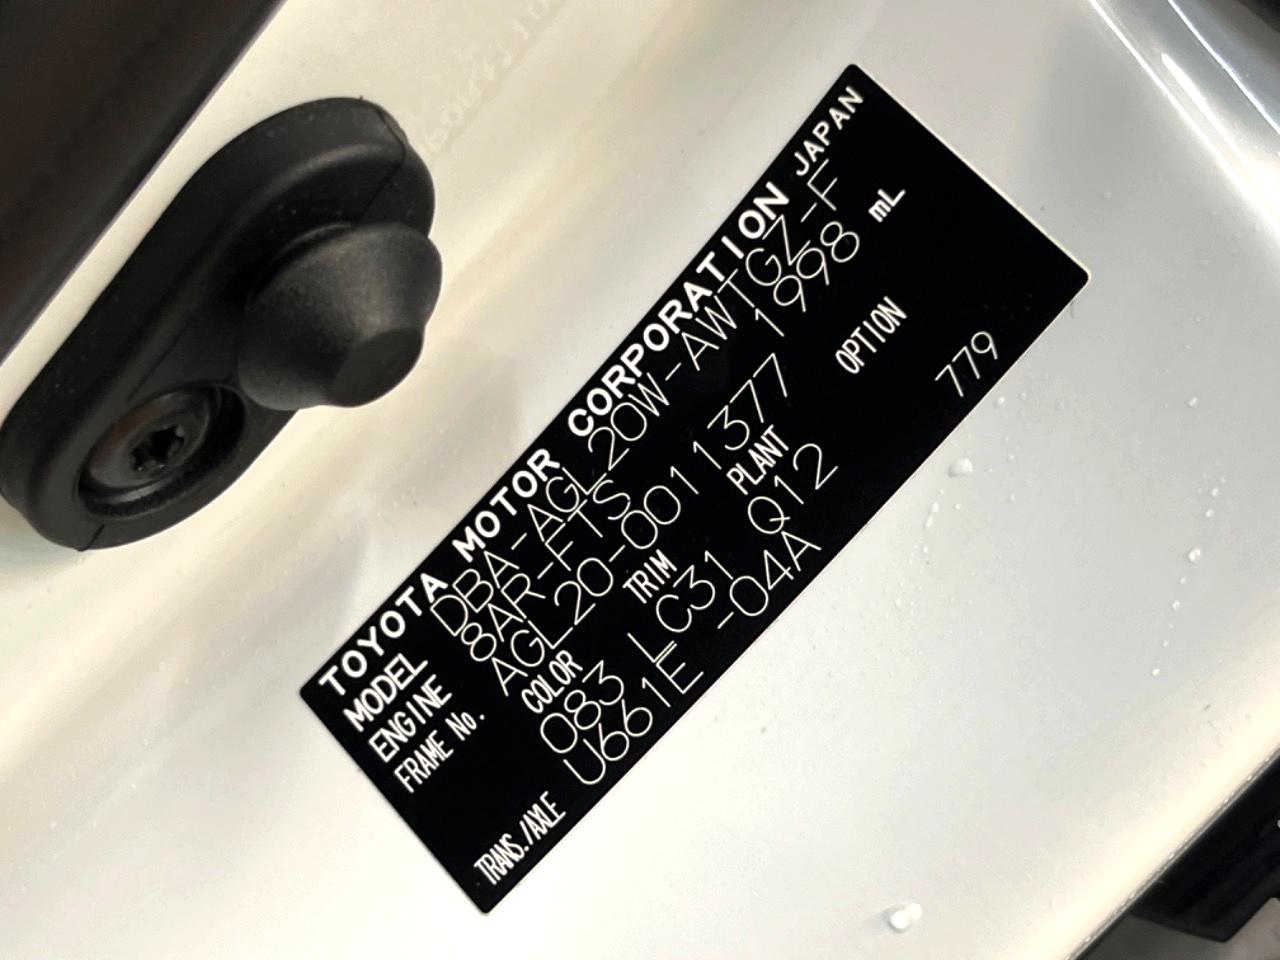 TOYOTA MOTOR CORPORATION JAPAN
MODEL DBA-AGL20W-AWTGZ-F
ENGINE 8AR-FTS 1998 mL
FRAME No. AGL20-0011377
COLOR TRIM PLANT OPTION
083 LC31 Q12 779
TRANS./AXLE U661E -04A